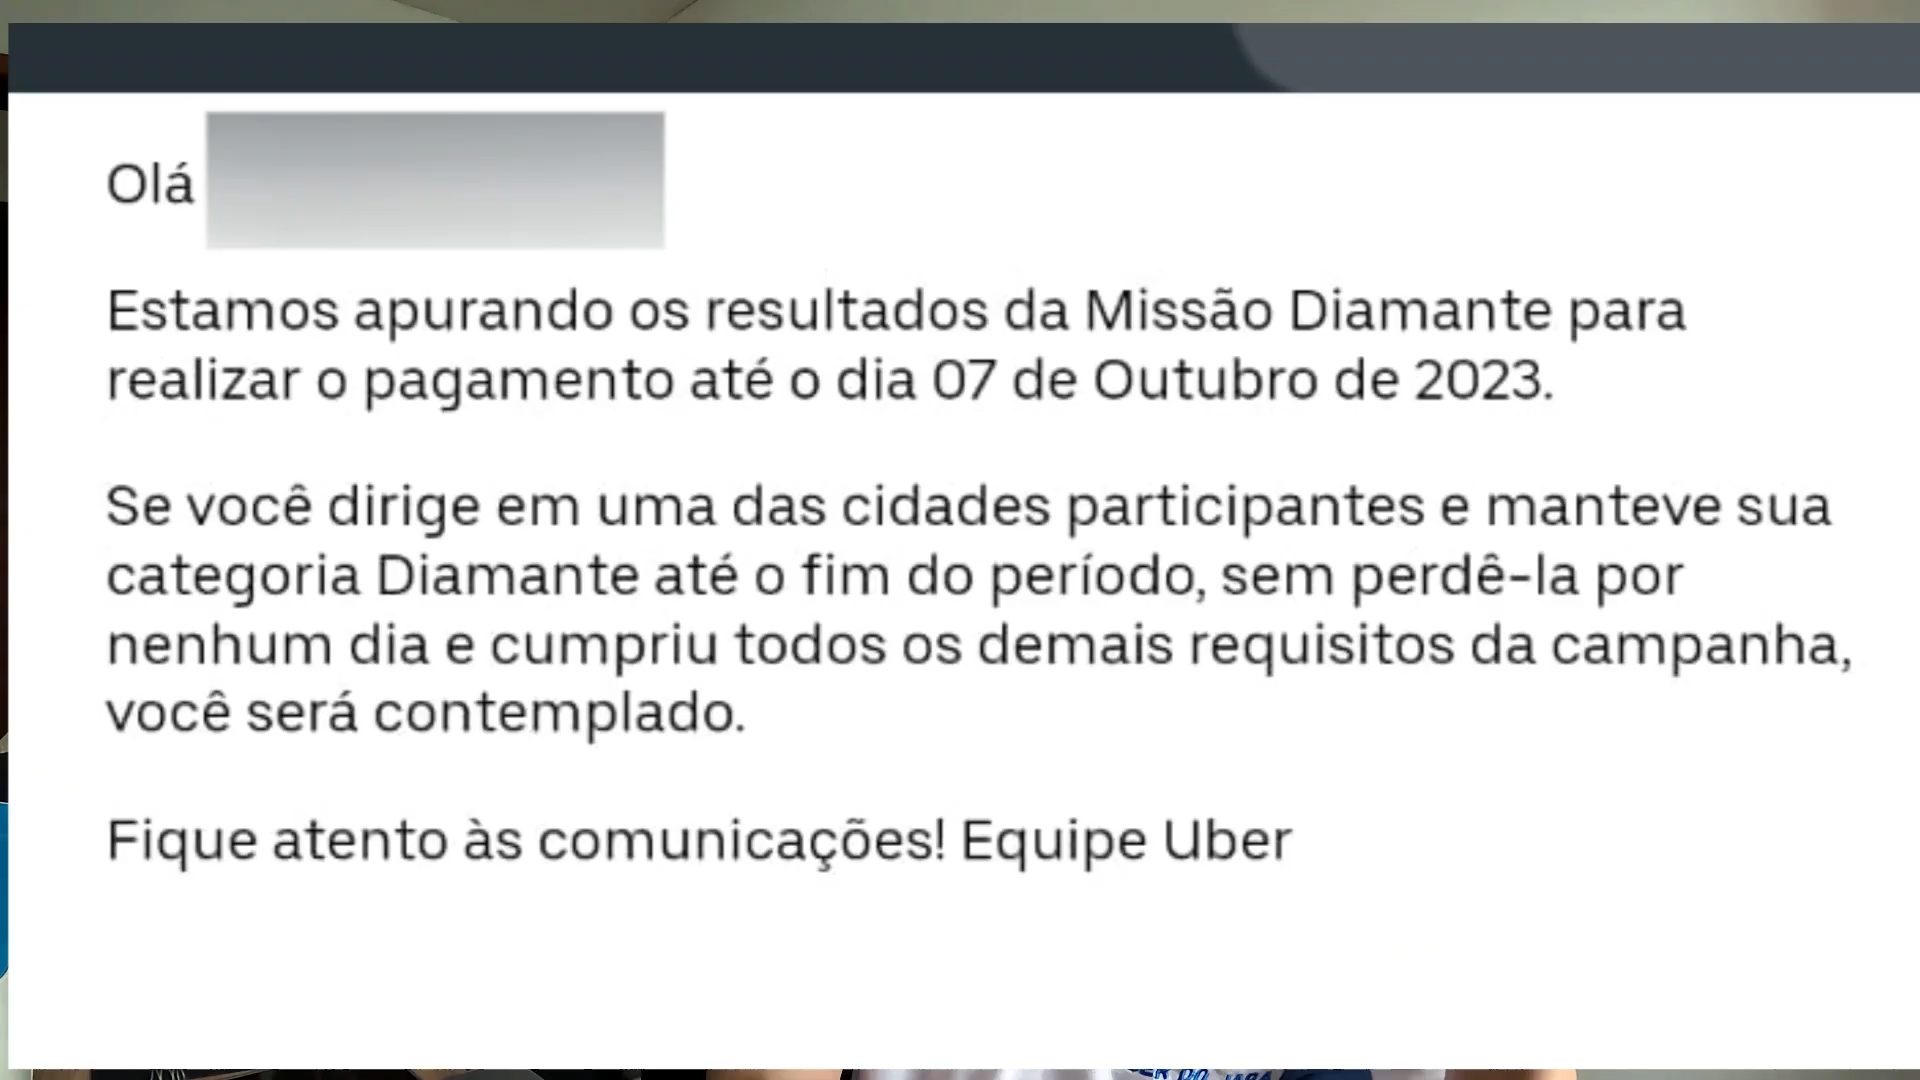 Olá
Estamos apurando os resultados da Missão Diamante para
realizar o pagamento até o dia 07 de Outubro de 2023.
Se você dirige em uma das cidades participantes e manteve sua
categoria Diamante até o fim do período, sem perdê-la por
nenhum dia e cumpriu todos os demais requisitos da campanha,
você será contemplado.
Fique atento às comunicações! Equipe Uber